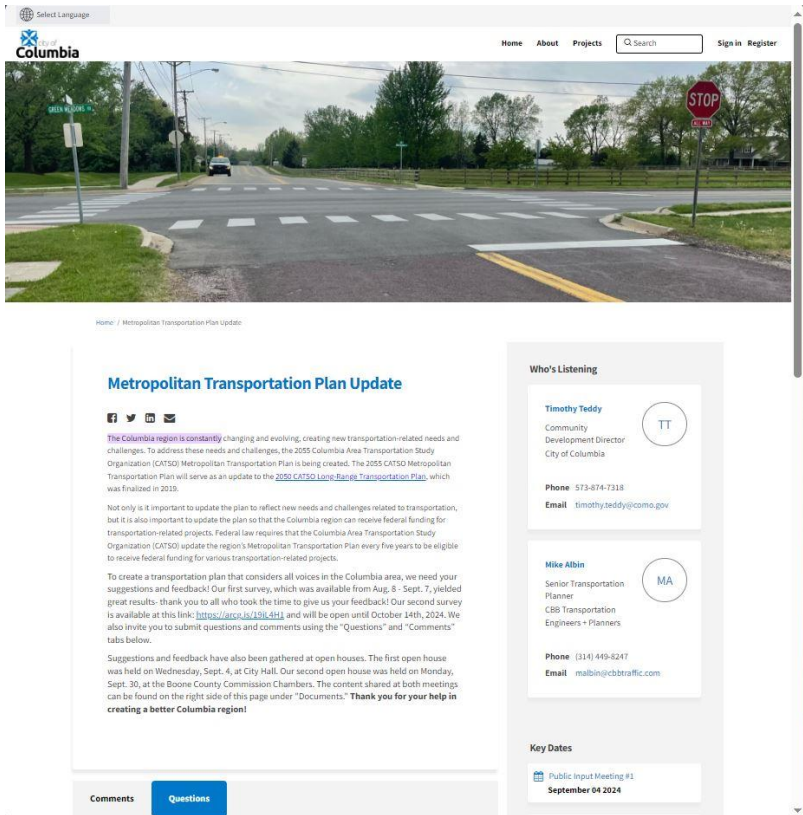 Select Language
city of
Columbia
Home About Projects Search Sign in Register
GREEN MEADOWS
STOP
ALL WAY
Home / Metropolitan Transportation Plan Update
Metropolitan Transportation Plan Update
The Columbia region is constantly changing and evolving, creating new transportation-related needs and
challenges. To address these needs and challenges, the 2055 Columbia Area Transportation Study
Organization (CATSO) Metropolitan Transportation Plan is being created. The 2055 CATSO Metropolitan
Transportation Plan will serve as an update to the 2050 CATSO Long-Range Transportation Plan, which
was finalized in 2019.
Not only is it important to update the plan to reflect new needs and challenges related to transportation,
but it is also important to update the plan so that the Columbia region can receive federal funding for
transportation-related projects. Federal law requires that the Columbia Area Transportation Study
Organization (CATSO) update the region's Metropolitan Transportation Plan every five years to be eligible
to receive federal funding for various transportation-related projects.
To create a transportation plan that considers all voices in the Columbia area, we need your
suggestions and feedback! Our first survey, which was available from Aug. 8 - Sept. 7, yielded
great results- thank you to all who took the time to give us your feedback! Our second survey
is available at this link: https://arcg.is/19iL4H1 and will be open until October 14th, 2024. We
also invite you to submit questions and comments using the "Questions" and "Comments"
tabs below.
Suggestions and feedback have also been gathered at open houses. The first open house
was held on Wednesday, Sept. 4, at City Hall. Our second open house was held on Monday,
Sept. 30, at the Boone County Commission Chambers. The content shared at both meetings
can be found on the right side of this page under "Documents." Thank you for your help in
creating a better Columbia region!
Comments Questions
Who's Listening
Timothy Teddy
TT
Community
Development Director
City of Columbia
Phone 573-874-7318
Email timothy.teddy@como.gov
Mike Albin
MA
Senior Transportation
Planner
CBB Transportation
Engineers + Planners
Phone (314) 449-8247
Email malbin@cbbtraffic.com
Key Dates
Public Input Meeting #1
September 04 2024